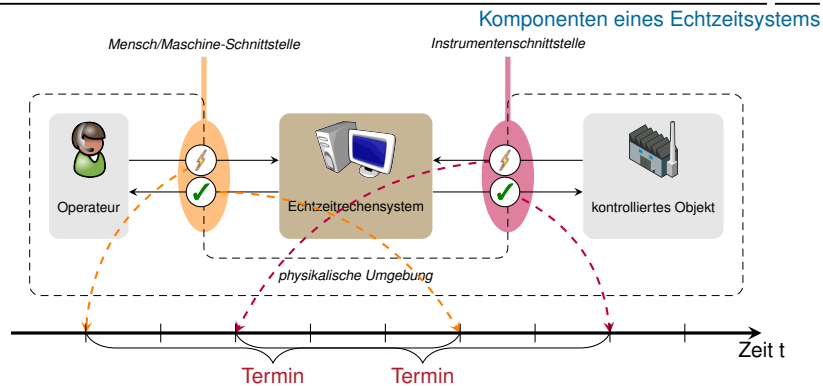 Komponenten eines Echtzeitsystems
Mensch/Maschine-Schnittstelle
Instrumentenschnittstelle
Operateur
Echtzeitrechensystem
kontrolliertes Objekt
physikalische Umgebung
Zeit t
Termin
Termin